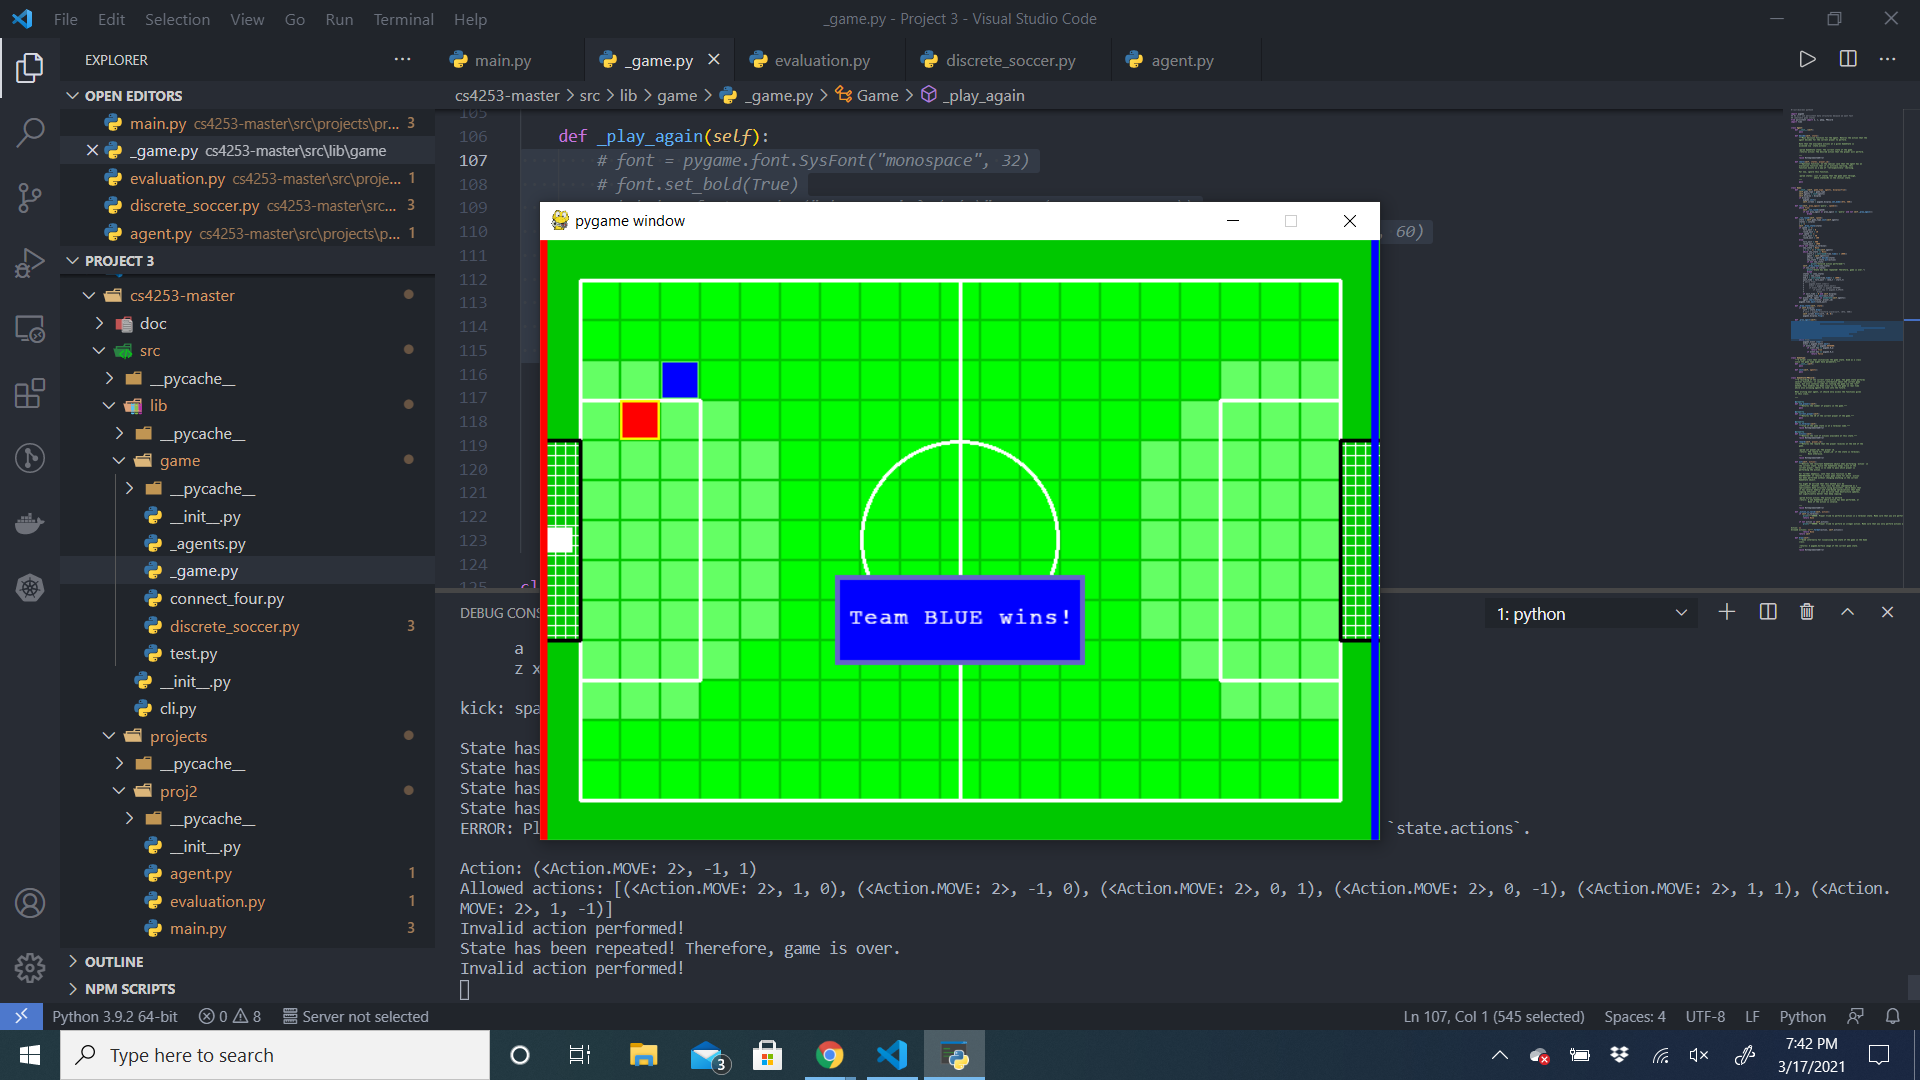 File Edit Selection View Go Run Terminal Help
_game.py - Project 3 - Visual Studio Code
EXPLORER
OPEN EDITORS
main.py cs4253-master\src\projects\pr... 3
_game.py cs4253-master\src\lib\game
evaluation.py cs4253-master\src\proje... 1
discrete_soccer.py cs4253-master\src... 3
agent.py cs4253-master\src\projects\p... 1
PROJECT 3
cs4253-master
doc
src
__pycache__
lib
__pycache__
game
__pycache__
__init__.py
_agents.py
_game.py
connect_four.py
discrete_soccer.py 3
test.py
__init__.py
cli.py
projects
__pycache__
proj2
__pycache__
__init__.py
agent.py 1
evaluation.py 1
main.py 3
OUTLINE
NPM SCRIPTS
main.py _game.py evaluation.py discrete_soccer.py agent.py
cs4253-master > src > lib > game > _game.py > Game > _play_again
105
106 def _play_again(self):
107 # font = pygame.font.SysFont("monospace", 32)
108 # font.set_bold(True)
109
110 , 60)
111
112
113
114
115
116
117
118
119
120
121
122
123
124
125 cl
pygame window
Team BLUE wins!
DEBUG CONS
1: python
a
z x
kick: spa
State has
State has
State has
State has
ERROR: Pl `state.actions`.
Action: (<Action.MOVE: 2>, -1, 1)
Allowed actions: [(<Action.MOVE: 2>, 1, 0), (<Action.MOVE: 2>, -1, 0), (<Action.MOVE: 2>, 0, 1), (<Action.MOVE: 2>, 0, -1), (<Action.MOVE: 2>, 1, 1), (<Action.
MOVE: 2>, 1, -1)]
Invalid action performed!
State has been repeated! Therefore, game is over.
Invalid action performed!
Python 3.9.2 64-bit 0 8 Server not selected Ln 107, Col 1 (545 selected) Spaces: 4 UTF-8 LF Python
Type here to search
3
7:42 PM
3/17/2021